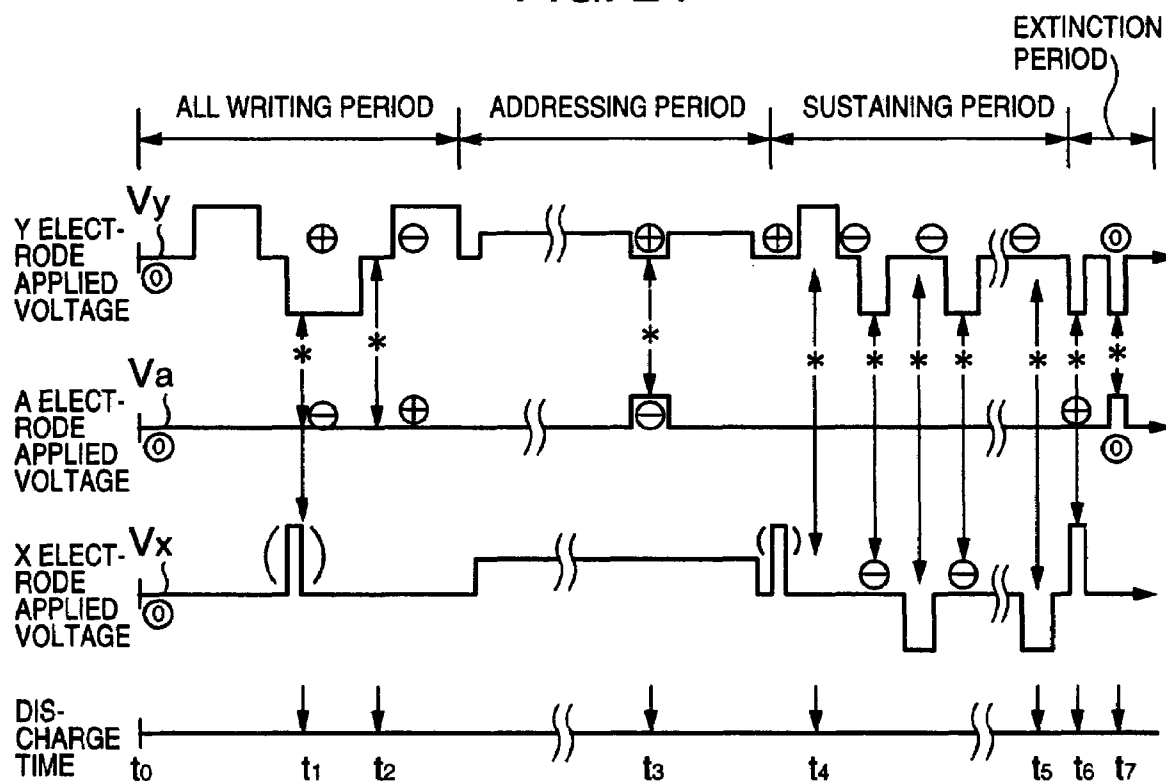 EXTINCTION
PERIOD
ALL WRITING PERIOD
ADDRESSING PERIOD
SUSTAINING PERIOD
Vy
Y ELECT-
RODE
APPLIED
VOLTAGE
0
+
−
+
+
−
−
−
0
* * * * * * * * * *
Va
A ELECT-
RODE
APPLIED
VOLTAGE
0
−
+
−
+
0
Vx
X ELECT-
RODE
APPLIED
VOLTAGE
0
( )
( )
−
−
DIS-
CHARGE
TIME
t0 t1 t2 t3 t4 t5 t6 t7